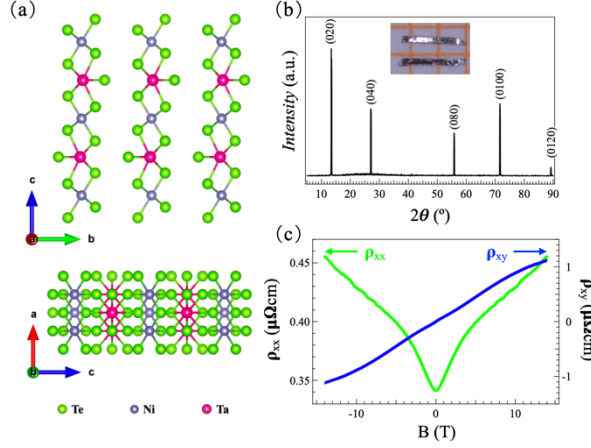 (a)
c
a
b
a
b
c
Te
Ni
Ta
(b)
Intensity (a.u.)
(020)
(040)
(080)
(0100)
(0120)
10
20
30
40
50
60
70
80
90
2θ (º)
(c)
ρxx
ρxy
0.45
0.40
0.35
ρxx (μΩcm)
1
0
-1
ρxy (μΩcm)
-10
0
10
B (T)